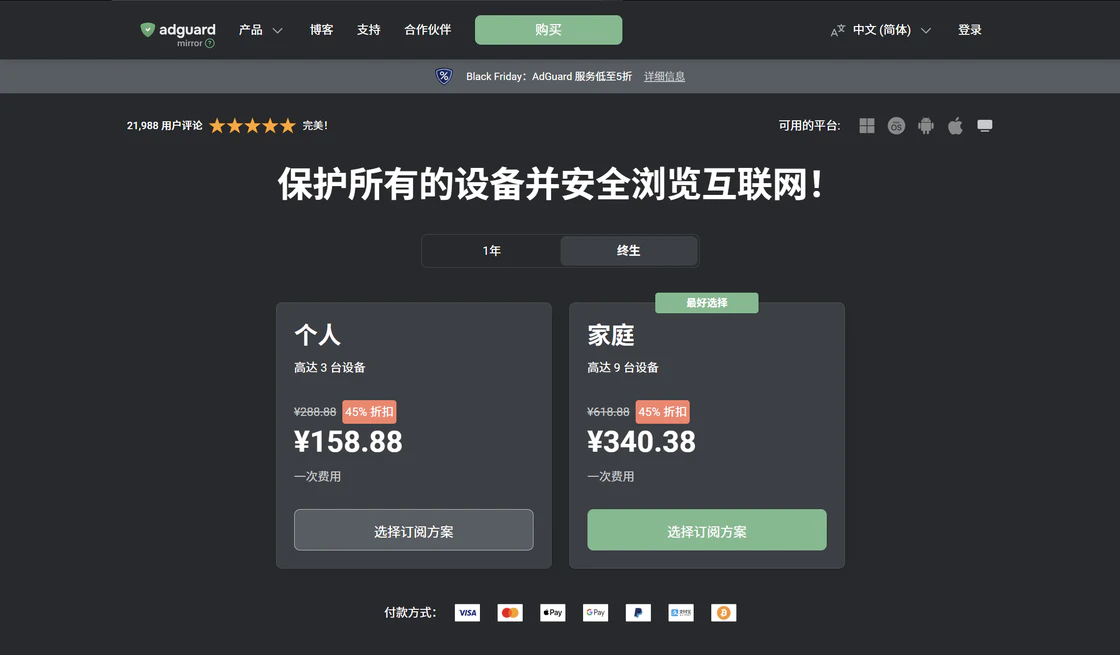 adguard
mirror ?
产品
博客
支持
合作伙伴
购买
中文 (简体)
登录
Black Friday：AdGuard 服务低至5折 详细信息
21,988 用户评论 完美！
可用的平台:
保护所有的设备并安全浏览互联网！
1年
终生
最好选择
个人
高达 3 台设备
¥288.88 45% 折扣
¥158.88
一次费用
选择订阅方案
家庭
高达 9 台设备
¥618.88 45% 折扣
¥340.38
一次费用
选择订阅方案
付款方式： VISA Pay G Pay 支付宝